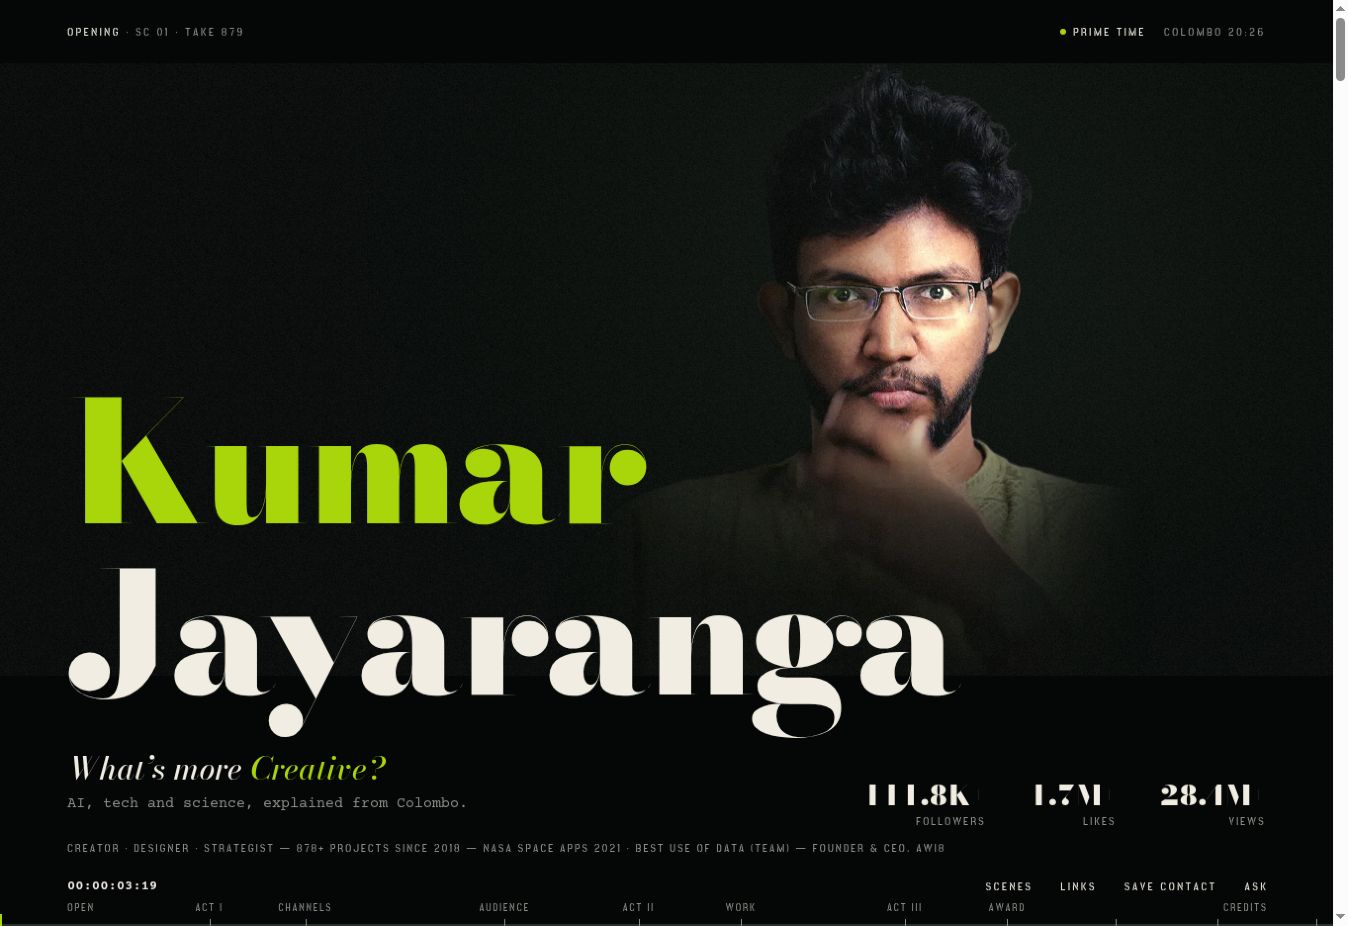 OPENING · SC 01 · TAKE 879
PRIME TIME COLOMBO 20:26
Kumar
Jayaranga
What's more Creative?
AI, tech and science, explained from Colombo.
111.8K 1.7M 28.4M
FOLLOWERS LIKES VIEWS
CREATOR · DESIGNER · STRATEGIST — 878+ PROJECTS SINCE 2018 — NASA SPACE APPS 2021 · BEST USE OF DATA (TEAM) — FOUNDER & CEO, AWI8
00:00:03:19
SCENES LINKS SAVE CONTACT ASK
OPEN ACT I CHANNELS AUDIENCE ACT II WORK ACT III AWARD CREDITS